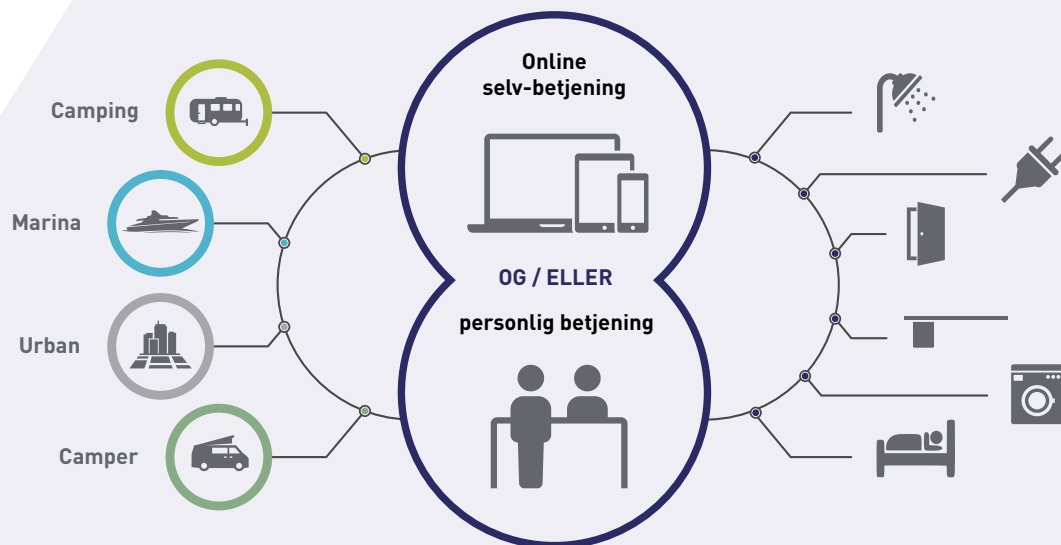 Online
selv-betjening
Camping
Marina
OG / ELLER
personlig betjening
Urban
Camper